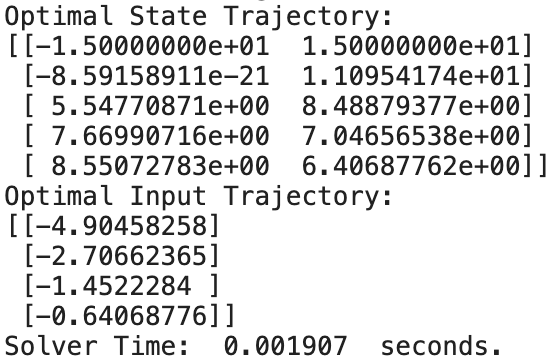 Optimal State Trajectory:
[[-1.50000000e+01  1.50000000e+01]
 [-8.59158911e-21  1.10954174e+01]
 [ 5.54770871e+00  8.48879377e+00]
 [ 7.66990716e+00  7.04656538e+00]
 [ 8.55072783e+00  6.40687762e+00]]
Optimal Input Trajectory:
[[-4.90458258]
 [-2.70662365]
 [-1.4522284 ]
 [-0.64068776]]
Solver Time:  0.001907  seconds.